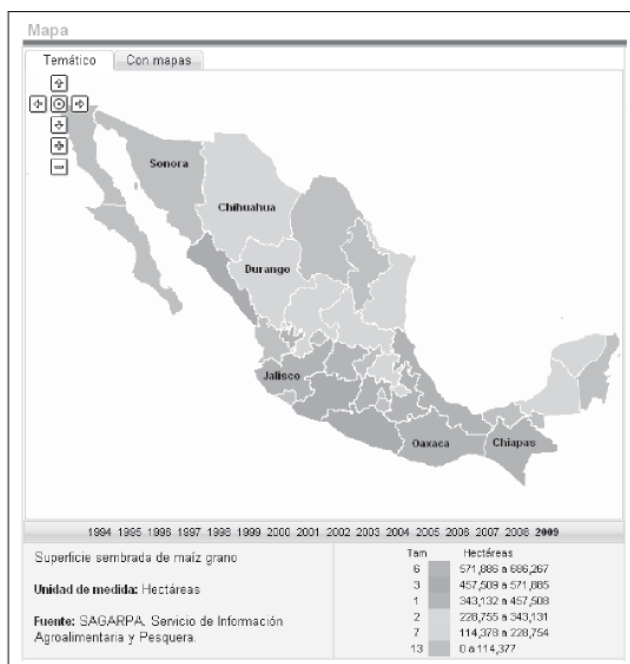 Mapa
Temático Con mapas
Sonora
Chihuahua
Durango
Jalisco
Oaxaca
Chiapas
1994 1995 1996 1997 1998 1999 2000 2001 2002 2003 2004 2005 2006 2007 2008 2009
Superficie sembrada de maíz grano
Unidad de medida: Hectáreas
Fuente: SAGARPA. Servicio de Información
Agroalimentaria y Pesquera.
Tam Hectáreas
6 571,886 a 686,267
3 457,509 a 571,885
1 343,132 a 457,508
2 228,755 a 343,131
7 114,378 a 228,754
13 0 a 114,377